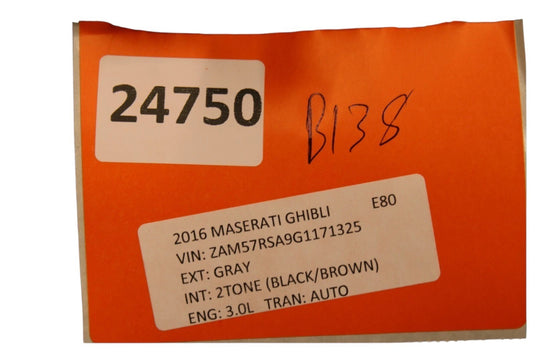 24750
B138
2016 MASERATI GHIBLI E80
VIN: ZAM57RSA9G1171325
EXT: GRAY
INT: 2TONE (BLACK/BROWN)
ENG: 3.0L TRAN: AUTO